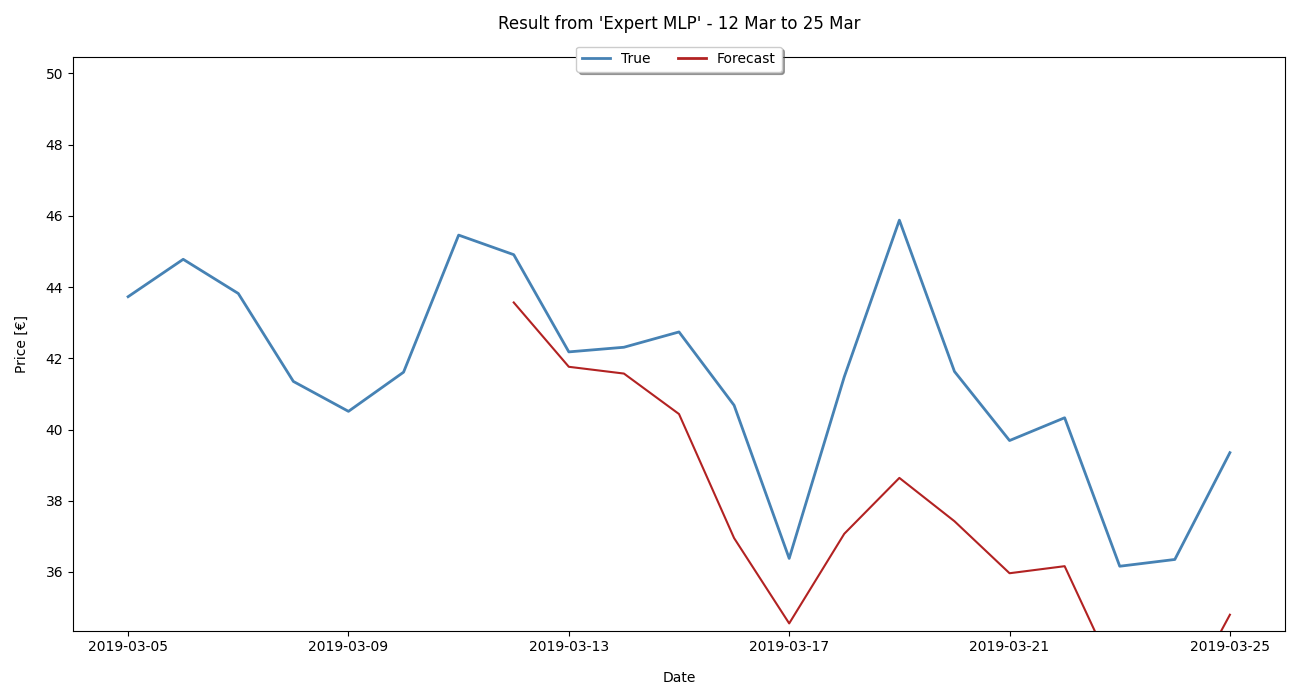 Result from 'Expert MLP' - 12 Mar to 25 Mar
True Forecast
50
48
46
44
42
40
38
36
Price [€]
2019-03-05 2019-03-09 2019-03-13 2019-03-17 2019-03-21 2019-03-25
Date